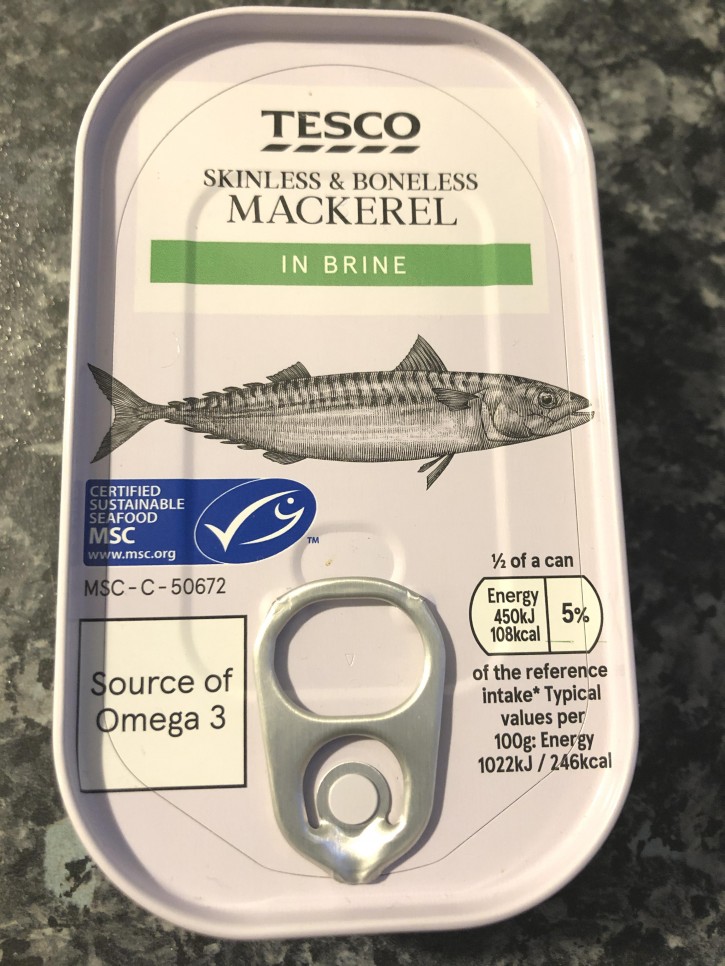 TESCO
SKINLESS & BONELESS
MACKEREL
IN BRINE
CERTIFIED
SUSTAINABLE
SEAFOOD
MSC
www.msc.org
TM
MSC-C-50672
Source of
Omega 3
½ of a can
Energy
450kJ
108kcal
5%
of the reference
intake* Typical
values per
100g: Energy
1022kJ / 246kcal